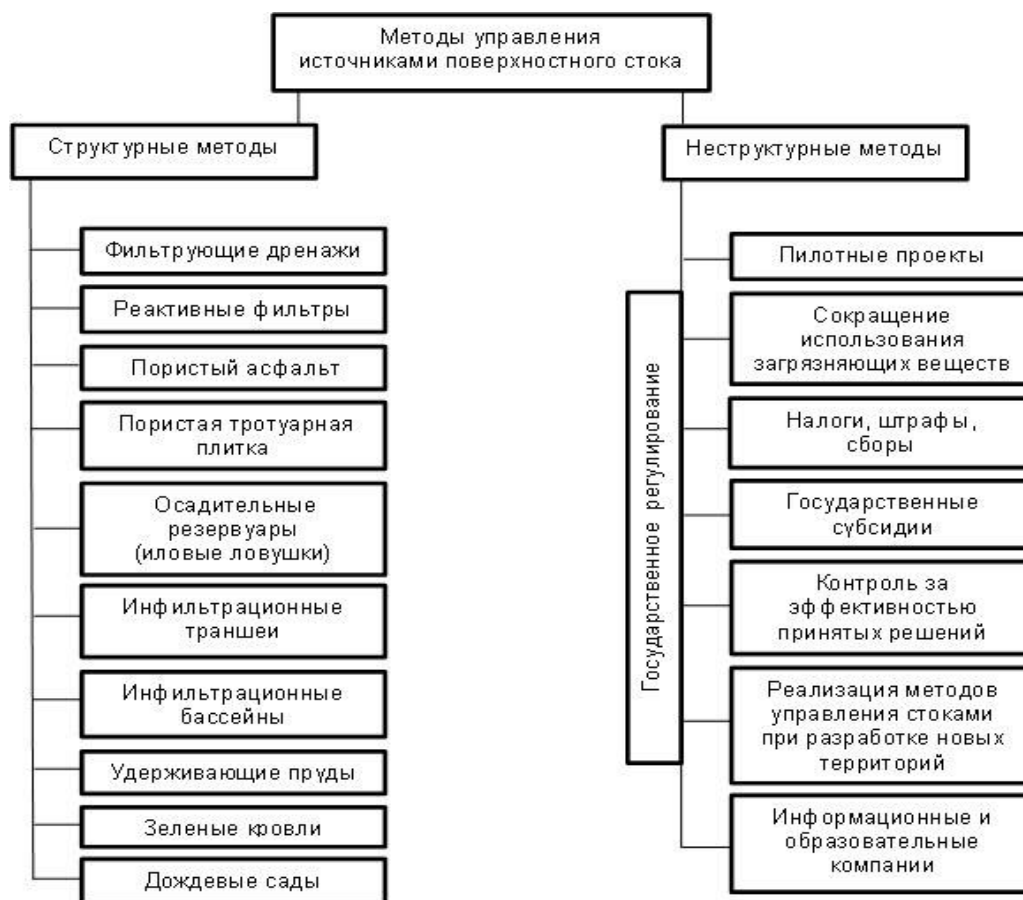 Методы управления
источниками поверхностного стока
Структурные методы
Неструктурные методы
Фильтрующие дренажи
Реактивные фильтры
Пористый асфальт
Пористая тротуарная
плитка
Осадительные
резервуары
(иловые ловушки)
Инфильтрационные
траншеи
Инфильтрационные
бассейны
Удерживающие пруды
Зеленые кровли
Дождевые сады
Государственное регулирование
Пилотные проекты
Сокращение
использования
загрязняющих веществ
Налоги, штрафы,
сборы
Государственные
субсидии
Контроль за
эффективностью
принятых решений
Реализация методов
управления стоками
при разработке новых
территорий
Информационные и
образовательные
компании